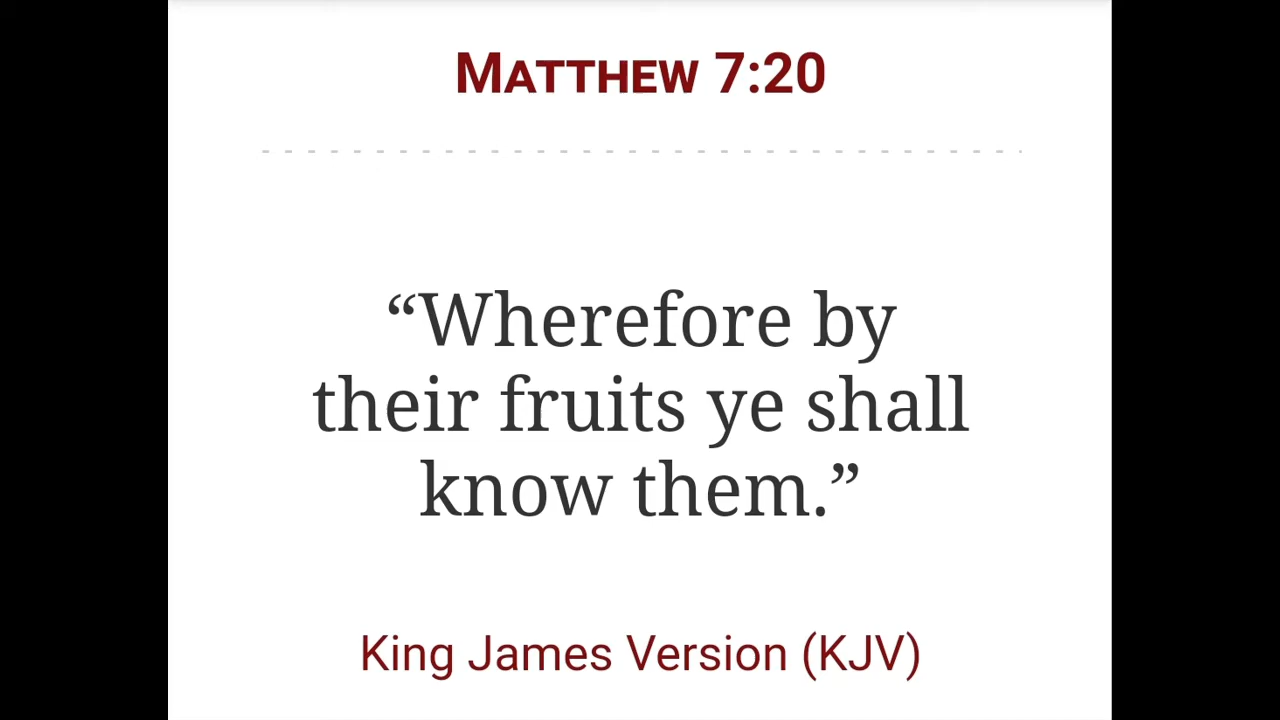 Matthew 7:20
“Wherefore by
their fruits ye shall
know them.”
King James Version (KJV)